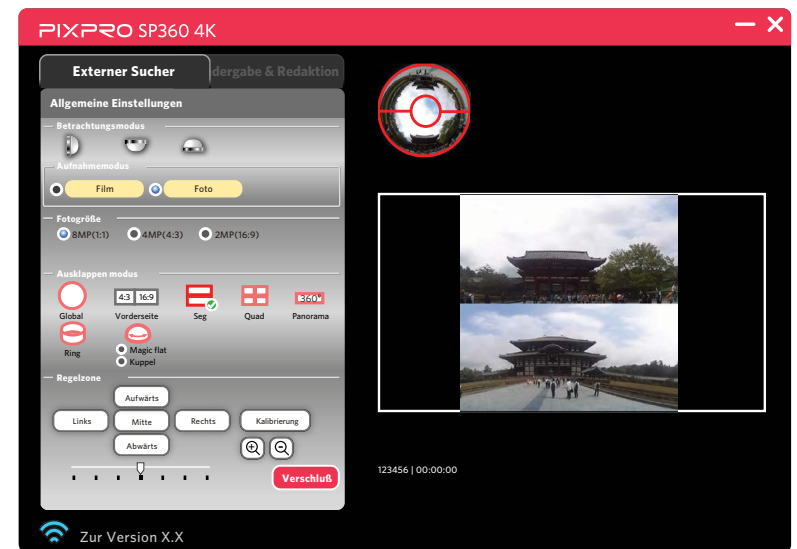 PIXPRO SP360 4K
Externer Sucher
dergabe & Redaktion
Allgemeine Einstellungen
Betrachtungsmodus
Aufnahmemodus
Film Foto
Fotogröße
8MP(1:1) 4MP(4:3) 2MP(16:9)
Ausklappen modus
4:3 16:9 360°
Global Vorderseite Seg Quad Panorama
Ring Magic flat
Kuppel
Regelzone
Aufwärts
Links Mitte Rechts Kalibrierung
Abwärts
Verschluß
123456 | 00:00:00
Zur Version X.X